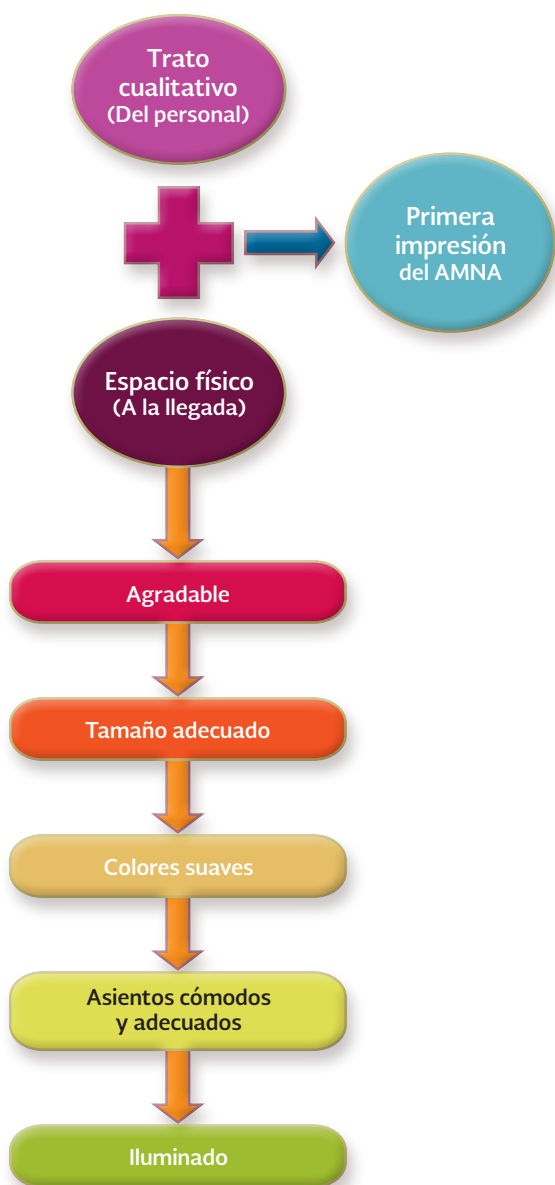 Trato
cualitativo
(Del personal)
Primera
impresión
del AMNA
Espacio físico
(A la llegada)
Agradable
Tamaño adecuado
Colores suaves
Asientos cómodos
y adecuados
Iluminado